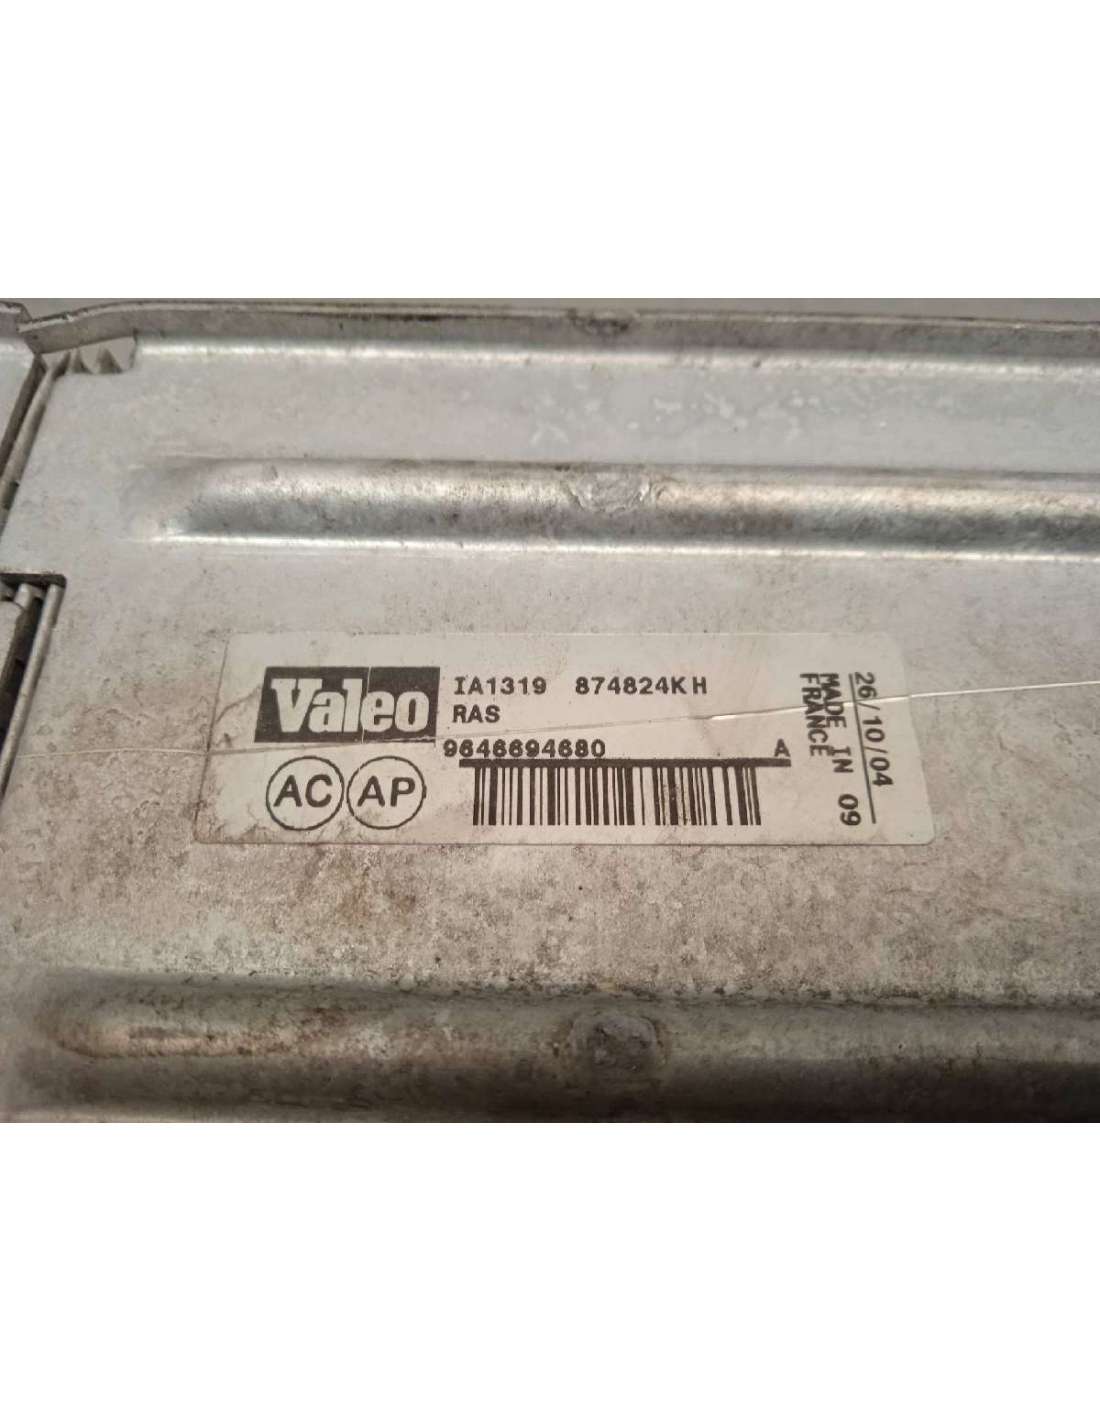 Valeo
IA1319 874824KH
RAS
9646694680 A
AC AP
26/10/04
MADE IN 09
FRANCE